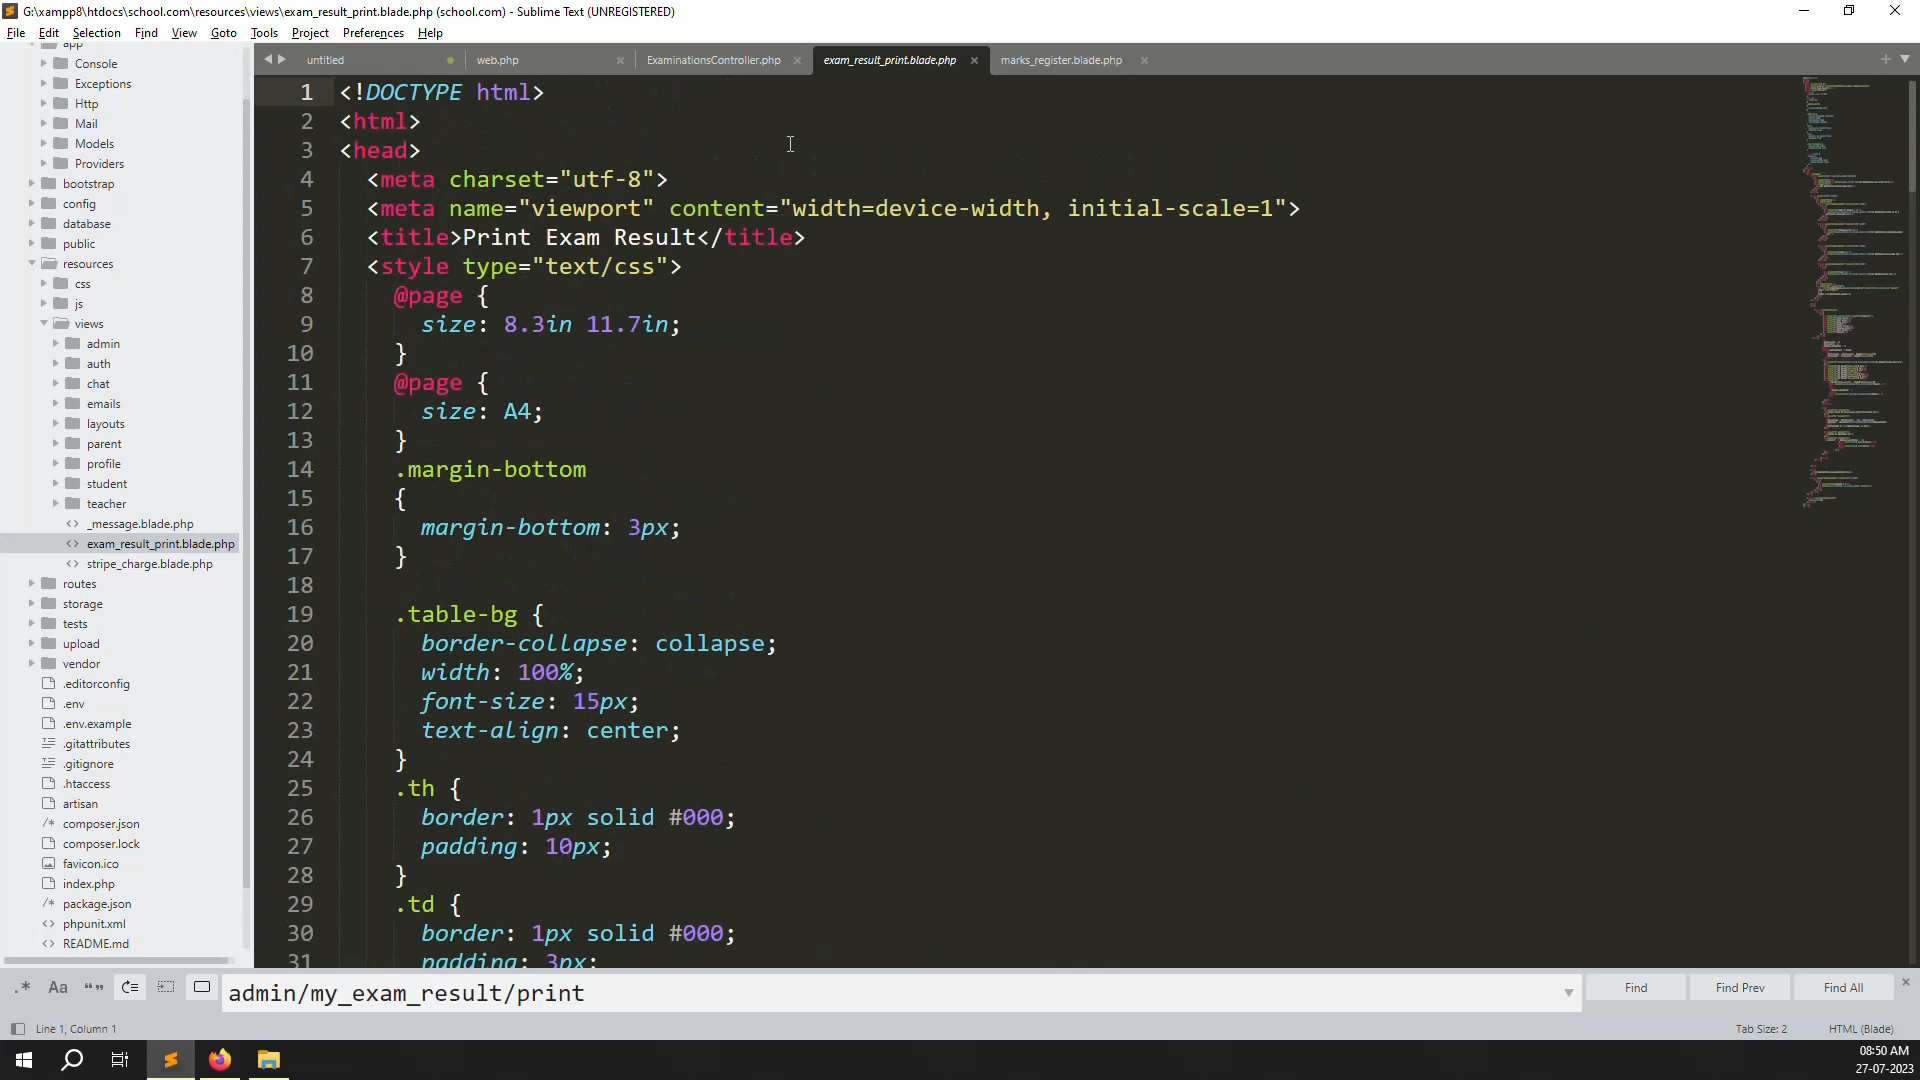 G:\xampp8\htdocs\school.com\resources\views\exam_result_print.blade.php (school.com) - Sublime Text (UNREGISTERED)
File Edit Selection Find View Goto Tools Project Preferences Help
app
Console
Exceptions
Http
Mail
Models
Providers
bootstrap
config
database
public
resources
css
js
views
admin
auth
chat
emails
layouts
parent
profile
student
teacher
_message.blade.php
exam_result_print.blade.php
stripe_charge.blade.php
routes
storage
tests
upload
vendor
.editorconfig
.env
.env.example
.gitattributes
.gitignore
.htaccess
artisan
composer.json
composer.lock
favicon.ico
index.php
package.json
phpunit.xml
README.md
untitled web.php ExaminationsController.php exam_result_print.blade.php marks_register.blade.php
1 <!DOCTYPE html>
2 <html>
3 <head>
4 <meta charset="utf-8">
5 <meta name="viewport" content="width=device-width, initial-scale=1">
6 <title>Print Exam Result</title>
7 <style type="text/css">
8 @page {
9 size: 8.3in 11.7in;
10 }
11 @page {
12 size: A4;
13 }
14 .margin-bottom
15 {
16 margin-bottom: 3px;
17 }
18
19 .table-bg {
20 border-collapse: collapse;
21 width: 100%;
22 font-size: 15px;
23 text-align: center;
24 }
25 .th {
26 border: 1px solid #000;
27 padding: 10px;
28 }
29 .td {
30 border: 1px solid #000;
31 padding: 3px;
.* Aa “” admin/my_exam_result/print Find Find Prev Find All
Line 1, Column 1 Tab Size: 2 HTML (Blade)
08:50 AM
27-07-2023